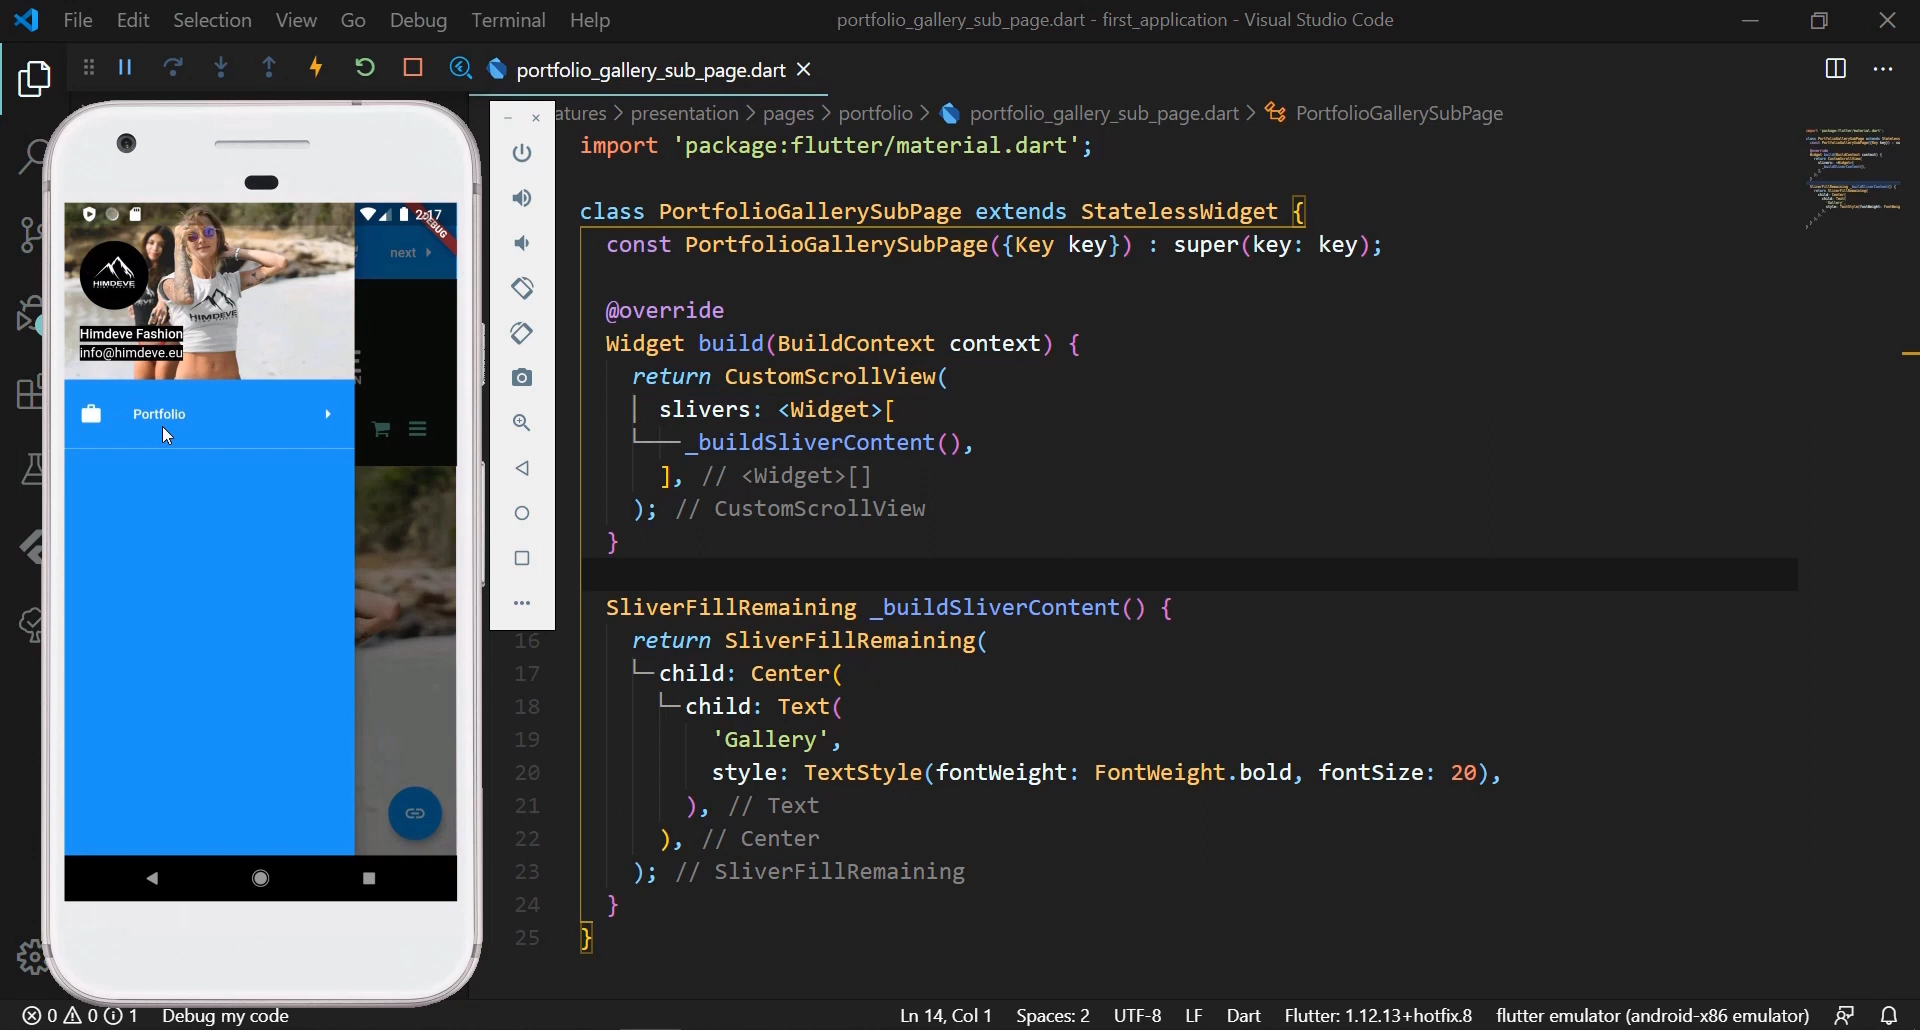 File Edit Selection View Go Debug Terminal Help
portfolio_gallery_sub_page.dart - first_application - Visual Studio Code
portfolio_gallery_sub_page.dart
atures > presentation > pages > portfolio > portfolio_gallery_sub_page.dart > PortfolioGallerySubPage
import 'package:flutter/material.dart';
class PortfolioGallerySubPage extends StatelessWidget {
const PortfolioGallerySubPage({Key key}) : super(key: key);
@override
Widget build(BuildContext context) {
return CustomScrollView(
slivers: <Widget>[
_buildSliverContent(),
], // <Widget>[]
); // CustomScrollView
}
SliverFillRemaining _buildSliverContent() {
16 return SliverFillRemaining(
17 child: Center(
18 child: Text(
19 'Gallery',
20 style: TextStyle(fontWeight: FontWeight.bold, fontSize: 20),
21 ), // Text
22 ), // Center
23 ); // SliverFillRemaining
24 }
25 }
2:17
DEBUG
next
HIMDEVE
HIMDEVE
Himdeve Fashion
info@himdeve.eu
Portfolio
0 0 1 Debug my code
Ln 14, Col 1 Spaces: 2 UTF-8 LF Dart Flutter: 1.12.13+hotfix.8 flutter emulator (android-x86 emulator)